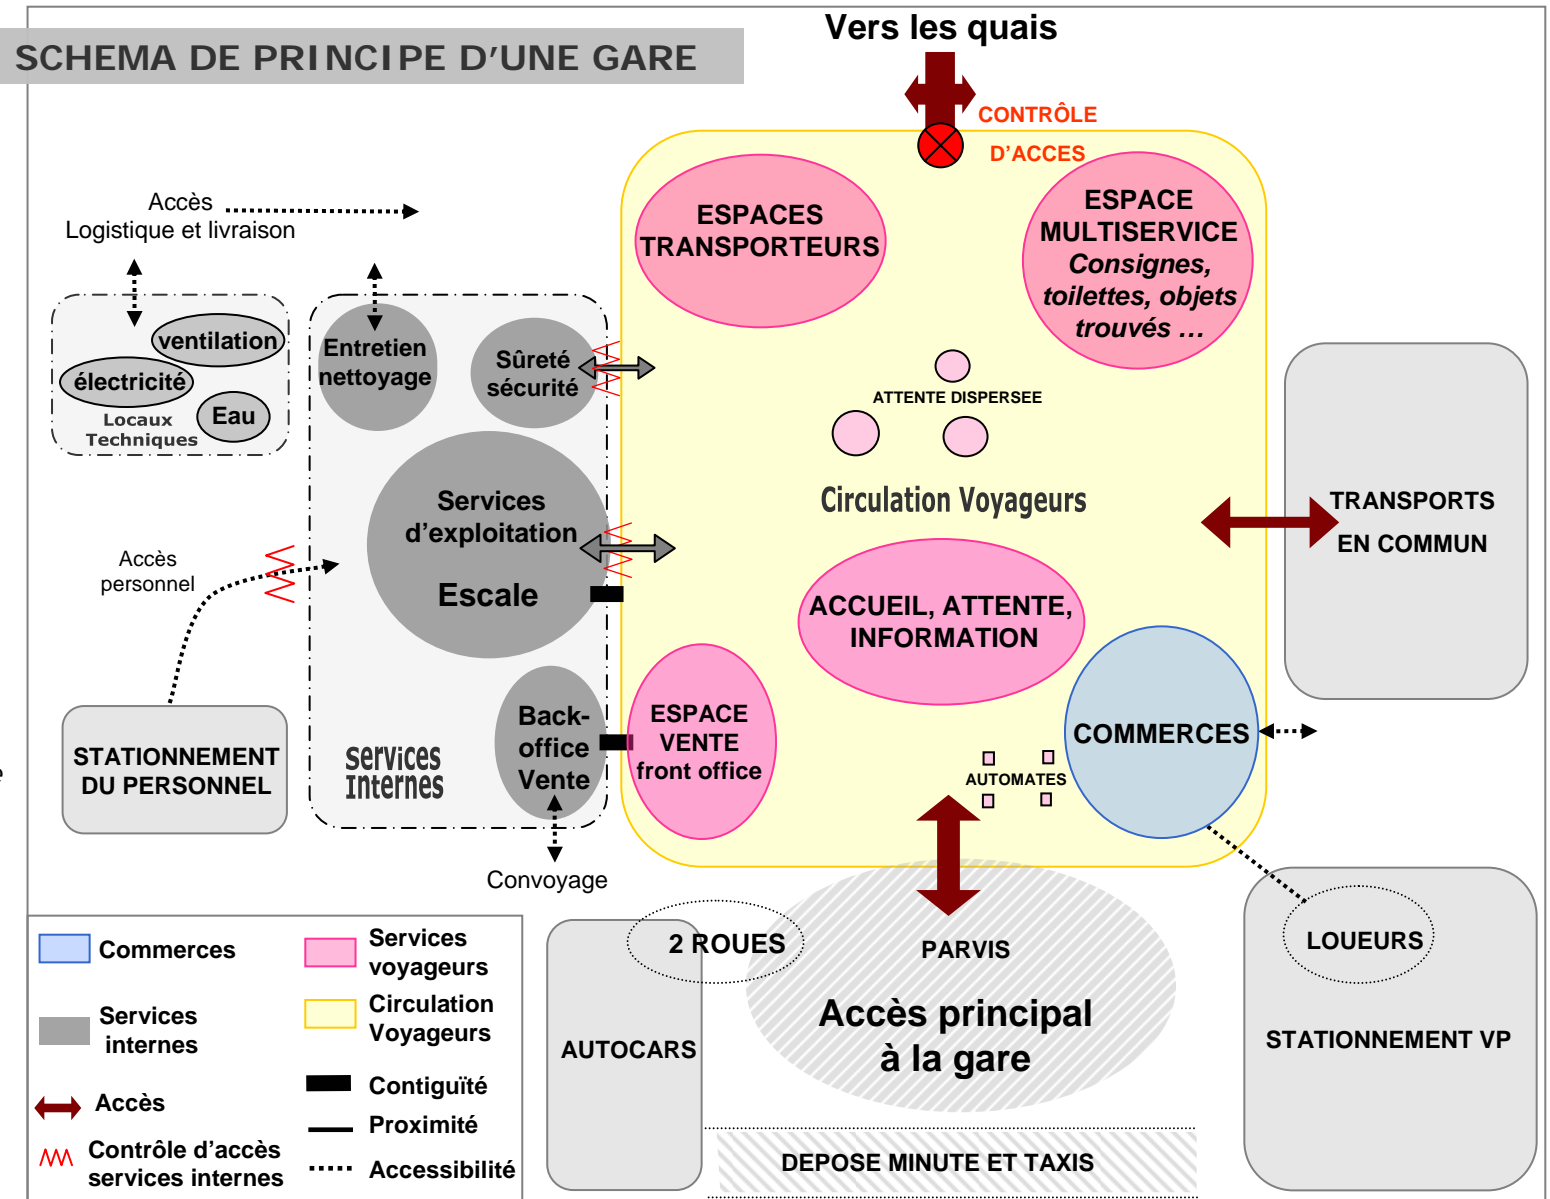 SCHEMA DE PRINCIPE D'UNE GARE
Vers les quais
CONTRÔLE
D'ACCES
Accès
Logistique et livraison
ESPACES
TRANSPORTEURS
ESPACE
MULTISERVICE
Consignes,
toilettes, objets
trouvés …
ventilation
électricité
Eau
Locaux
Techniques
Entretien
nettoyage
Sûreté
sécurité
ATTENTE DISPERSEE
Circulation Voyageurs
Services
d'exploitation
Escale
TRANSPORTS
EN COMMUN
Accès
personnel
ACCUEIL, ATTENTE,
INFORMATION
STATIONNEMENT
DU PERSONNEL
e
Services
Internes
Back-
office
Vente
ESPACE
VENTE
front office
COMMERCES
AUTOMATES
Convoyage
2 ROUES
PARVIS
Accès principal
à la gare
AUTOCARS
LOUEURS
STATIONNEMENT VP
DEPOSE MINUTE ET TAXIS
Commerces
Services
voyageurs
Services
internes
Circulation
Voyageurs
Accès
Contiguïté
Proximité
Contrôle d'accès
services internes
Accessibilité